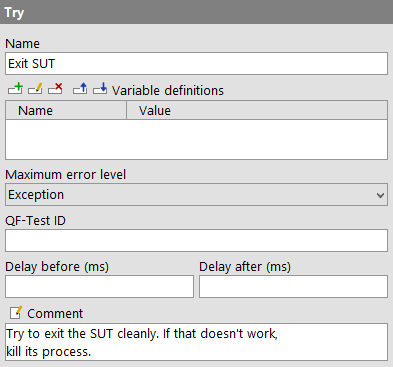 Try
Name
Exit SUT
Variable definitions
Name Value
Maximum error level
Exception
QF-Test ID
Delay before (ms) Delay after (ms)
Comment
Try to exit the SUT cleanly. If that doesn't work,
kill its process.